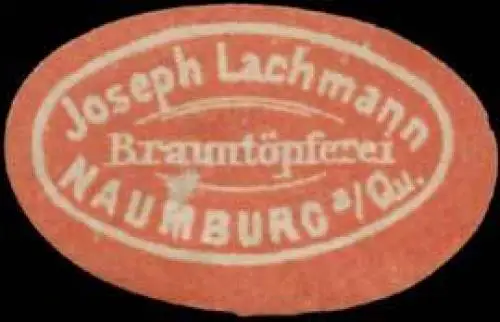 Joseph Lachmann
Brauntöpferei
NAUMBURG a/Qu.